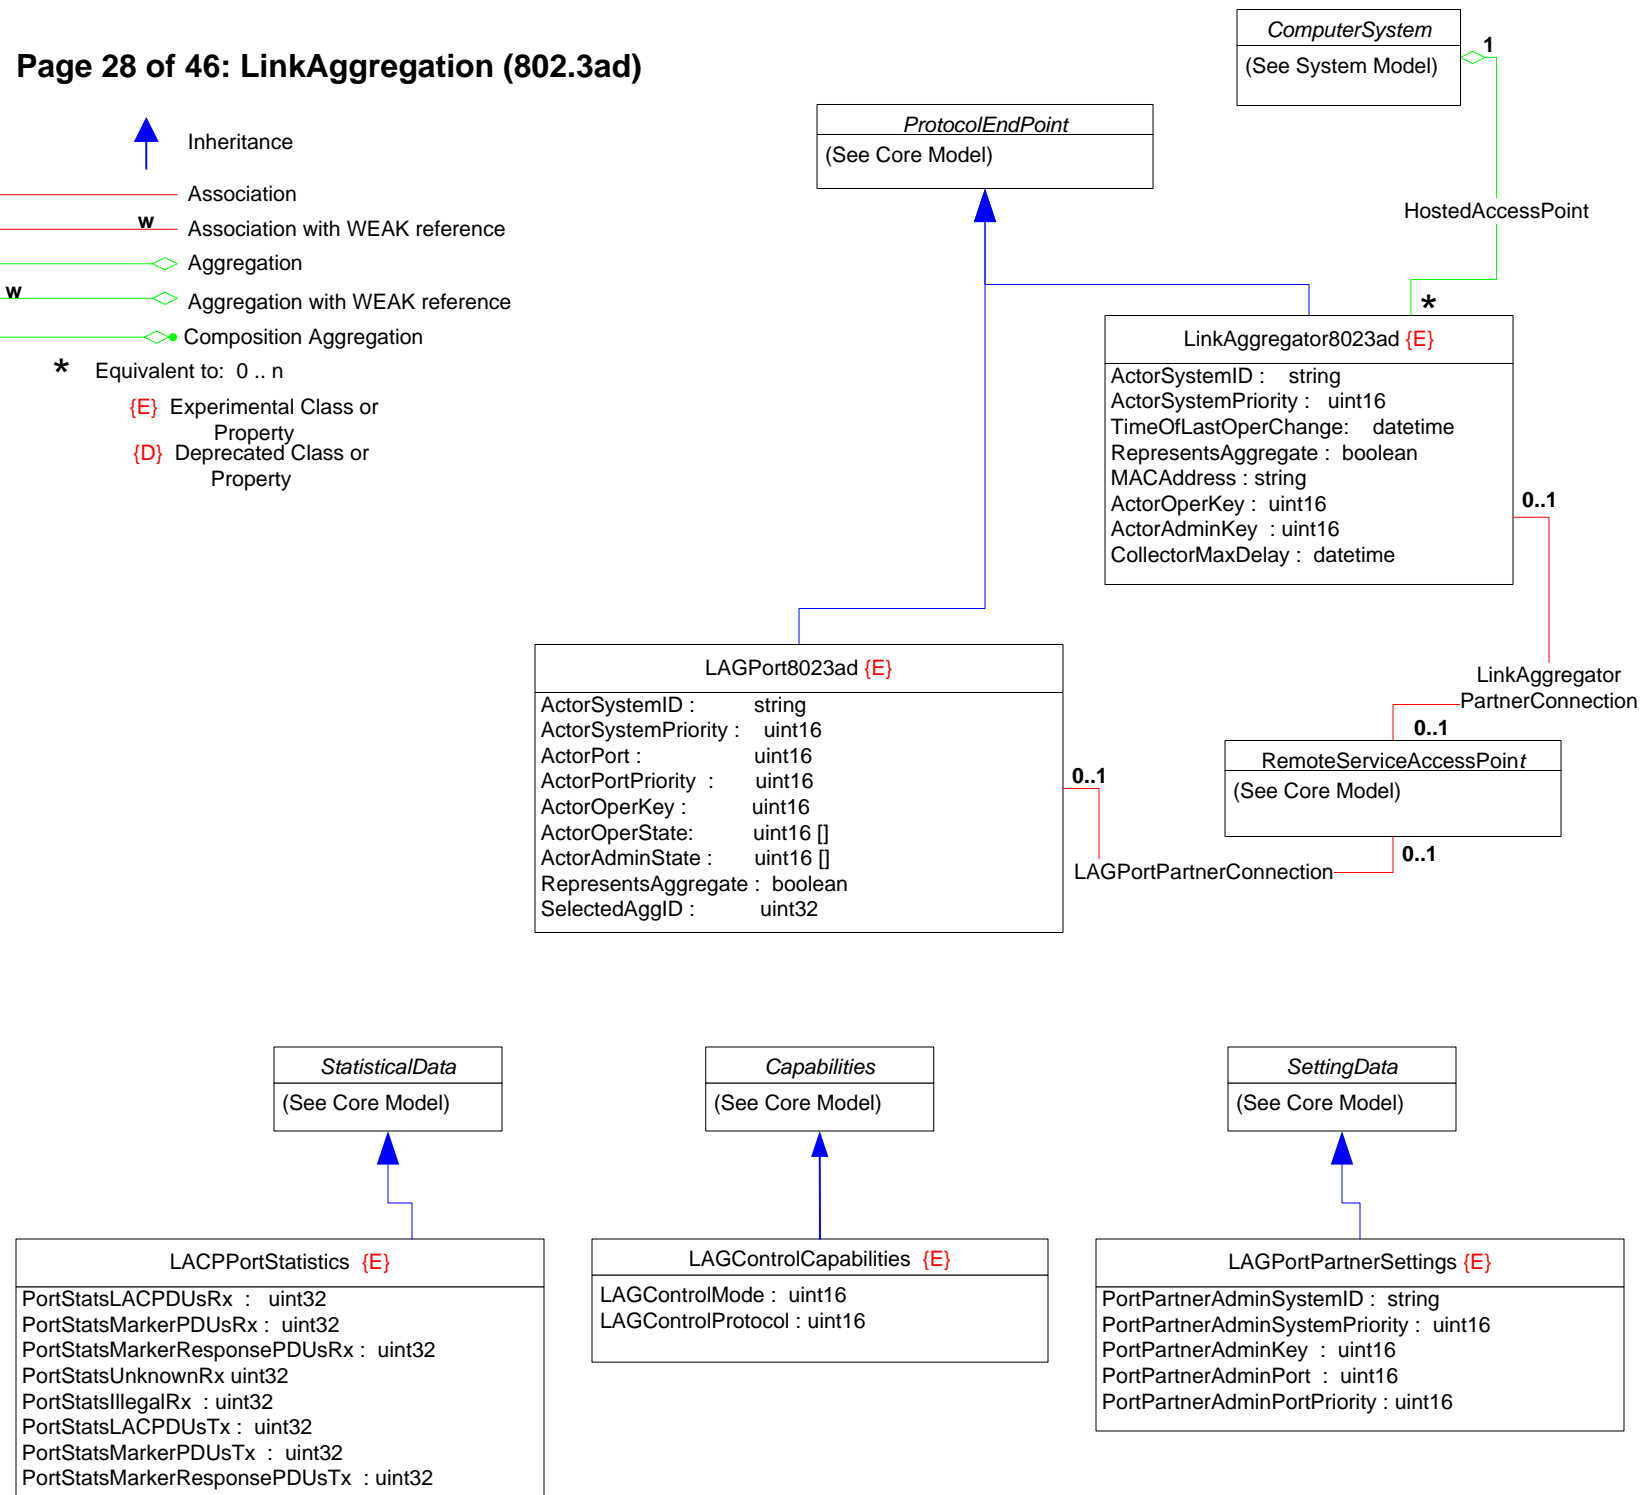 Page 28 of 46: LinkAggregation (802.3ad)
Inheritance
Association
w Association with WEAK reference
Aggregation
w Aggregation with WEAK reference
Composition Aggregation
* Equivalent to: 0 .. n
{E} Experimental Class or
Property
{D} Deprecated Class or
Property
ComputerSystem
(See System Model)
1
HostedAccessPoint
*
ProtocolEndPoint
(See Core Model)
LinkAggregator8023ad {E}
ActorSystemID : string
ActorSystemPriority : uint16
TimeOfLastOperChange: datetime
RepresentsAggregate : boolean
MACAddress : string
ActorOperKey : uint16
ActorAdminKey : uint16
CollectorMaxDelay : datetime
0..1
LinkAggregator
PartnerConnection
0..1
RemoteServiceAccessPoint
(See Core Model)
0..1
LAGPortPartnerConnection
0..1
LAGPort8023ad {E}
ActorSystemID : string
ActorSystemPriority : uint16
ActorPort : uint16
ActorPortPriority : uint16
ActorOperKey : uint16
ActorOperState: uint16 []
ActorAdminState : uint16 []
RepresentsAggregate : boolean
SelectedAggID : uint32
StatisticalData
(See Core Model)
Capabilities
(See Core Model)
SettingData
(See Core Model)
LACPPortStatistics {E}
PortStatsLACPDUsRx : uint32
PortStatsMarkerPDUsRx : uint32
PortStatsMarkerResponsePDUsRx : uint32
PortStatsUnknownRx uint32
PortStatsIllegalRx : uint32
PortStatsLACPDUsTx : uint32
PortStatsMarkerPDUsTx : uint32
PortStatsMarkerResponsePDUsTx : uint32
LAGControlCapabilities {E}
LAGControlMode : uint16
LAGControlProtocol : uint16
LAGPortPartnerSettings {E}
PortPartnerAdminSystemID : string
PortPartnerAdminSystemPriority : uint16
PortPartnerAdminKey : uint16
PortPartnerAdminPort : uint16
PortPartnerAdminPortPriority : uint16